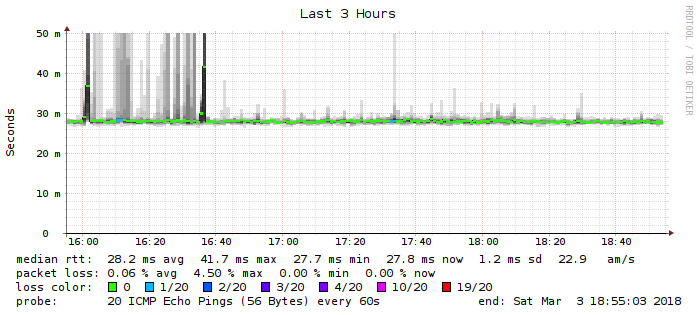 Last 3 Hours
RRDTOOL / TOBI OETIKER
Seconds
50 m
40 m
30 m
20 m
10 m
0
16:00 16:20 16:40 17:00 17:20 17:40 18:00 18:20 18:40
median rtt: 28.2 ms avg 41.7 ms max 27.7 ms min 27.8 ms now 1.2 ms sd 22.9 am/s
packet loss: 0.06 % avg 4.50 % max 0.00 % min 0.00 % now
loss color: 0 1/20 2/20 3/20 4/20 10/20 19/20
probe: 20 ICMP Echo Pings (56 Bytes) every 60s end: Sat Mar 3 18:55:03 2018